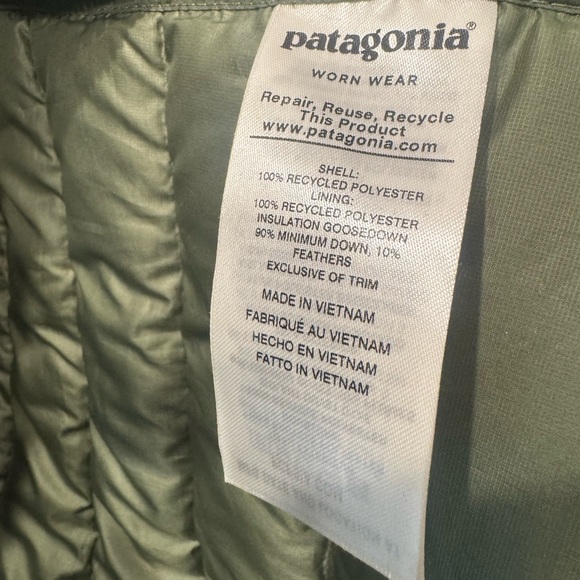 patagonia®
WORN WEAR
Repair, Reuse, Recycle
This Product
www.patagonia.com
SHELL:
100% RECYCLED POLYESTER
LINING:
100% RECYCLED POLYESTER
INSULATION GOOSEDOWN
90% MINIMUM DOWN, 10%
FEATHERS
EXCLUSIVE OF TRIM
MADE IN VIETNAM
FABRIQUÉ AU VIETNAM
HECHO EN VIETNAM
FATTO IN VIETNAM